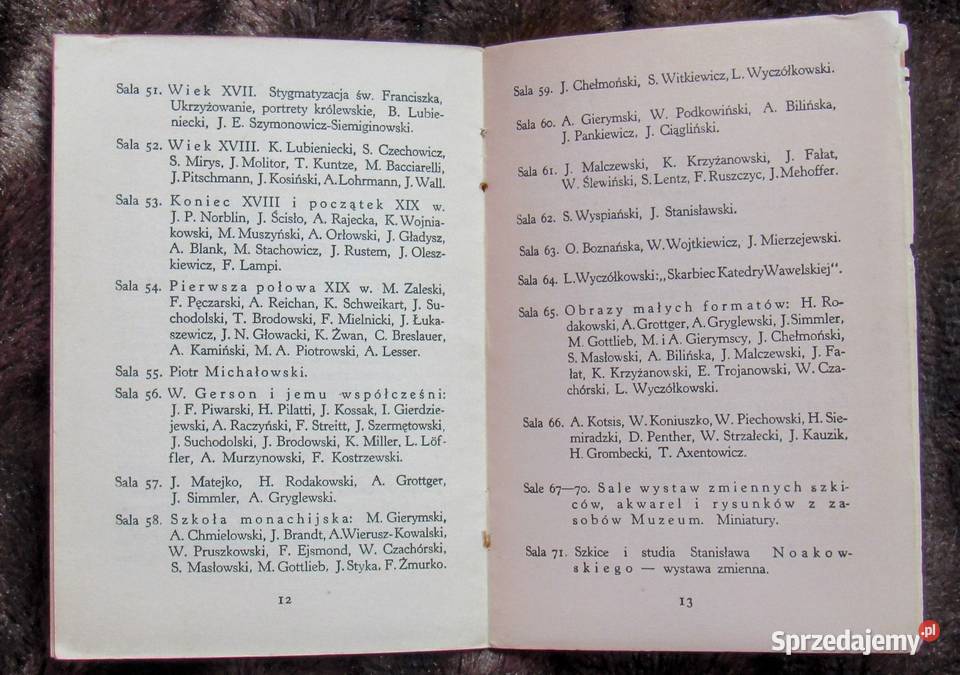 Sala 51. Wiek XVII. Stygmatyzacja św. Franciszka,
Ukrzyżowanie, portrety królewskie, B. Lubie-
niecki, J. E. Szymonowicz-Siemiginowski.
Sala 52. Wiek XVIII. K. Lubieniecki, S. Czechowicz,
S. Mirys, J. Molitor, T. Kuntze, M. Bacciarelli,
J. Pitschmann, J. Kosiński, A. Lohrmann, J. Wall.
Sala 53. Koniec XVIII i początek XIX w.
J. P. Norblin, J. Ścisło, A. Rajecka, K. Wojnia-
kowski, M. Muszyński, A. Orłowski, J. Gładysz,
A. Blank, M. Stachowicz, J. Rustem, J. Olesz-
kiewicz, F. Lampi.
Sala 54. Pierwsza połowa XIX w. M. Zaleski,
F. Pęczarski, A. Reichan, K. Schweikart, J. Su-
chodolski, T. Brodowski, F. Mielnicki, J. Łuka-
szewicz, J. N. Głowacki, K. Żwan, C. Breslauer,
A. Kamiński, M. A. Piotrowski, A. Lesser.
Sala 55. Piotr Michałowski.
Sala 56. W. Gerson i jemu współcześni:
J. F. Piwarski, H. Pilatti, J. Kossak, I. Gierdzie-
jewski, A. Raczyński, F. Streitt, J. Szermętowski,
J. Suchodolski, J. Brodowski, K. Miller, L. Löf-
fler, A. Murzynowski, F. Kostrzewski.
Sala 57. J. Matejko, H. Rodakowski, A. Grottger,
J. Simmler, A. Gryglewski.
Sala 58. Szkoła monachijska: M. Gierymski,
A. Chmielowski, J. Brandt, A. Wierusz-Kowalski,
W. Pruszkowski, F. Ejsmond, W. Czachórski,
S. Masłowski, M. Gottlieb, J. Styka, F. Żmurko.
12
Sala 59. J. Chełmoński, S. Witkiewicz, L. Wyczółkowski.
Sala 60. A. Gierymski, W. Podkowiński, A. Bilińska,
J. Pankiewicz, J. Ciągliński.
Sala 61. J. Malczewski, K. Krzyżanowski, J. Fałat,
W. Ślewiński, S. Lentz, F. Ruszczyc, J. Mehoffer.
Sala 62. S. Wyspiański, J. Stanisławski.
Sala 63. O. Boznańska, W. Wojtkiewicz, J. Mierzejewski.
Sala 64. L. Wyczółkowski: „Skarbiec Katedry Wawelskiej".
Sala 65. Obrazy małych formatów: H. Ro-
dakowski, A. Grottger, A. Gryglewski, J. Simmler,
M. Gottlieb, M. i A. Gierymscy, J. Chełmoński,
S. Masłowski, A. Bilińska, J. Malczewski, J. Fa-
łat, K. Krzyżanowski, E. Trojanowski, W. Cza-
chórski, L. Wyczółkowski.
Sala 66. A. Kotsis, W. Koniuszko, W. Piechowski, H. Sie-
miradzki, D. Penther, W. Strzałecki, J. Kauzik,
H. Grombecki, T. Axentowicz.
Sale 67—70. Sale wystaw zmiennych szki-
ców, akwarel i rysunków z za-
sobów Muzeum. Miniatury.
Sala 71. Szkice i studia Stanisława Noakow-
skiego — wystawa zmienna.
13
Sprzedajemy.pl